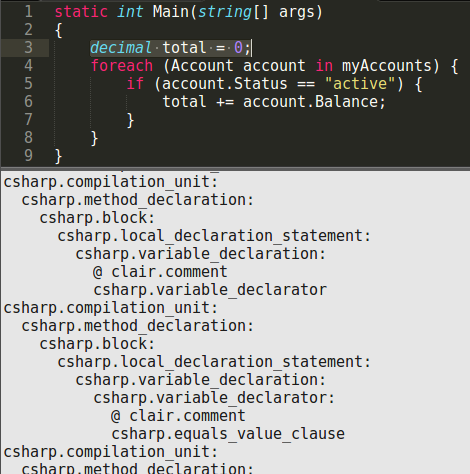 1 static int Main(string[] args)
2 {
3     decimal total = 0;
4     foreach (Account account in myAccounts) {
5         if (account.Status == "active") {
6             total += account.Balance;
7         }
8     }
9 }
csharp.compilation_unit:
  csharp.method_declaration:
    csharp.block:
      csharp.local_declaration_statement:
        csharp.variable_declaration:
          @ clair.comment
          csharp.variable_declarator
csharp.compilation_unit:
  csharp.method_declaration:
    csharp.block:
      csharp.local_declaration_statement:
        csharp.variable_declaration:
          csharp.variable_declarator:
            @ clair.comment
            csharp.equals_value_clause
csharp.compilation_unit:
  csharp.method_declaration: